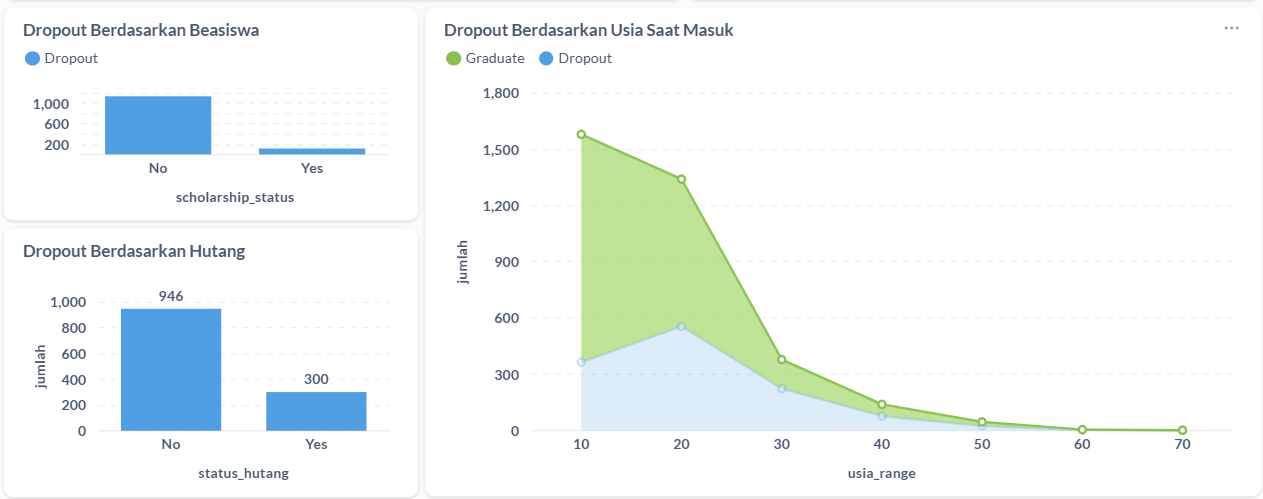 Dropout Berdasarkan Beasiswa
Dropout
1,000
600
200
No Yes
scholarship_status
Dropout Berdasarkan Hutang
946
300
1,000
800
600
400
200
0
jumlah
No Yes
status_hutang
Dropout Berdasarkan Usia Saat Masuk
Graduate Dropout
1,800
1,500
1,200
900
600
300
0
jumlah
10 20 30 40 50 60 70
usia_range